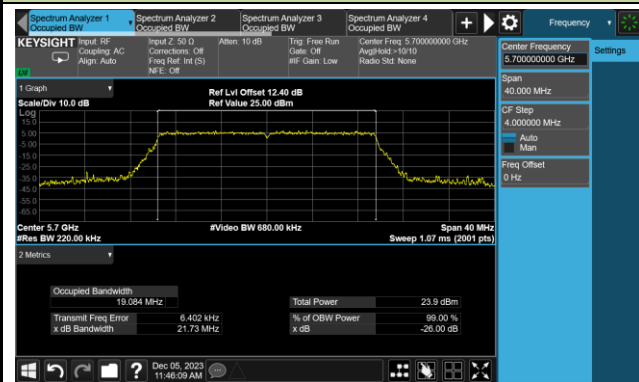 Spectrum Analyzer 1
Occupied BW
Spectrum Analyzer 2
Occupied BW
Spectrum Analyzer 3
Occupied BW
Spectrum Analyzer 4
Occupied BW
Frequency
KEYSIGHT
Input: RF
Coupling: AC
Align: Auto
Input Z: 50 Ω
Corrections: Off
Freq Ref: Int (S)
NFE: Off
Atten: 10 dB
Trig: Free Run
Gate: Off
#IF Gain: Low
Center Freq: 5.700000000 GHz
Avg|Hold:>10/10
Radio Std: None
Center Frequency
5.700000000 GHz
Settings
Span
40.000 MHz
CF Step
4.000000 MHz
Auto
Man
Freq Offset
0 Hz
1 Graph
Scale/Div 10.0 dB
Ref Lvl Offset 12.40 dB
Ref Value 25.00 dBm
Log
15.0
5.00
-5.00
-15.0
-25.0
-35.0
-45.0
-55.0
-65.0
Center 5.7 GHz
#Res BW 220.00 kHz
#Video BW 680.00 kHz
Span 40 MHz
Sweep 1.07 ms (2001 pts)
2 Metrics
Occupied Bandwidth
19.084 MHz
Total Power 23.9 dBm
Transmit Freq Error 6.402 kHz
% of OBW Power 99.00 %
x dB Bandwidth 21.73 MHz
x dB -26.00 dB
Dec 05, 2023
11:46:09 AM